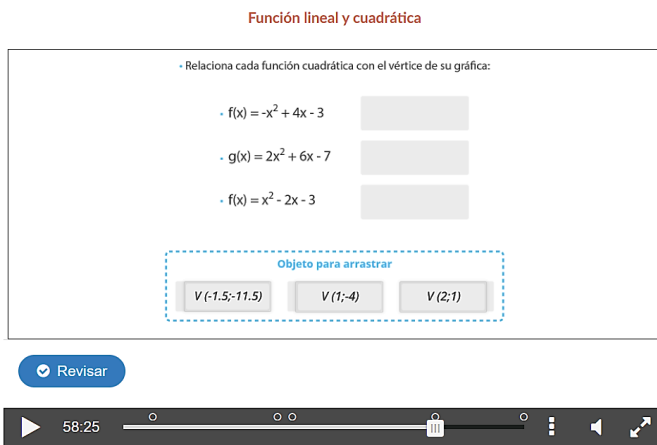 Función lineal y cuadrática
• Relaciona cada función cuadrática con el vértice de su gráfica:
• f(x) = -x² + 4x - 3
• g(x) = 2x² + 6x - 7
• f(x) = x² - 2x - 3
Objeto para arrastrar
V (-1.5;-11.5) V (1;-4) V (2;1)
Revisar
58:25